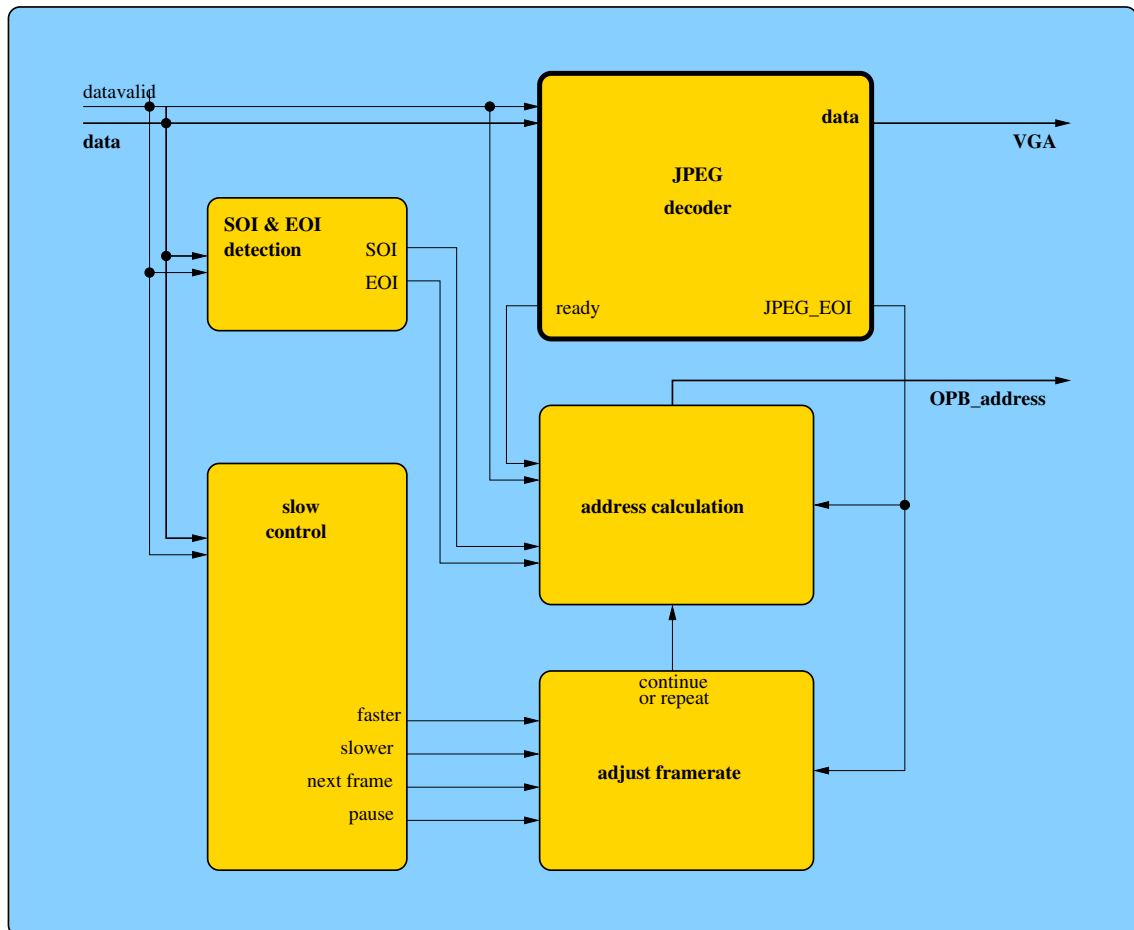 datavalid
data
data
VGA
JPEG
decoder
SOI & EOI
detection
SOI
EOI
ready
JPEG_EOI
OPB_address
slow
control
address calculation
continue
or repeat
faster
slower
next frame
pause
adjust framerate